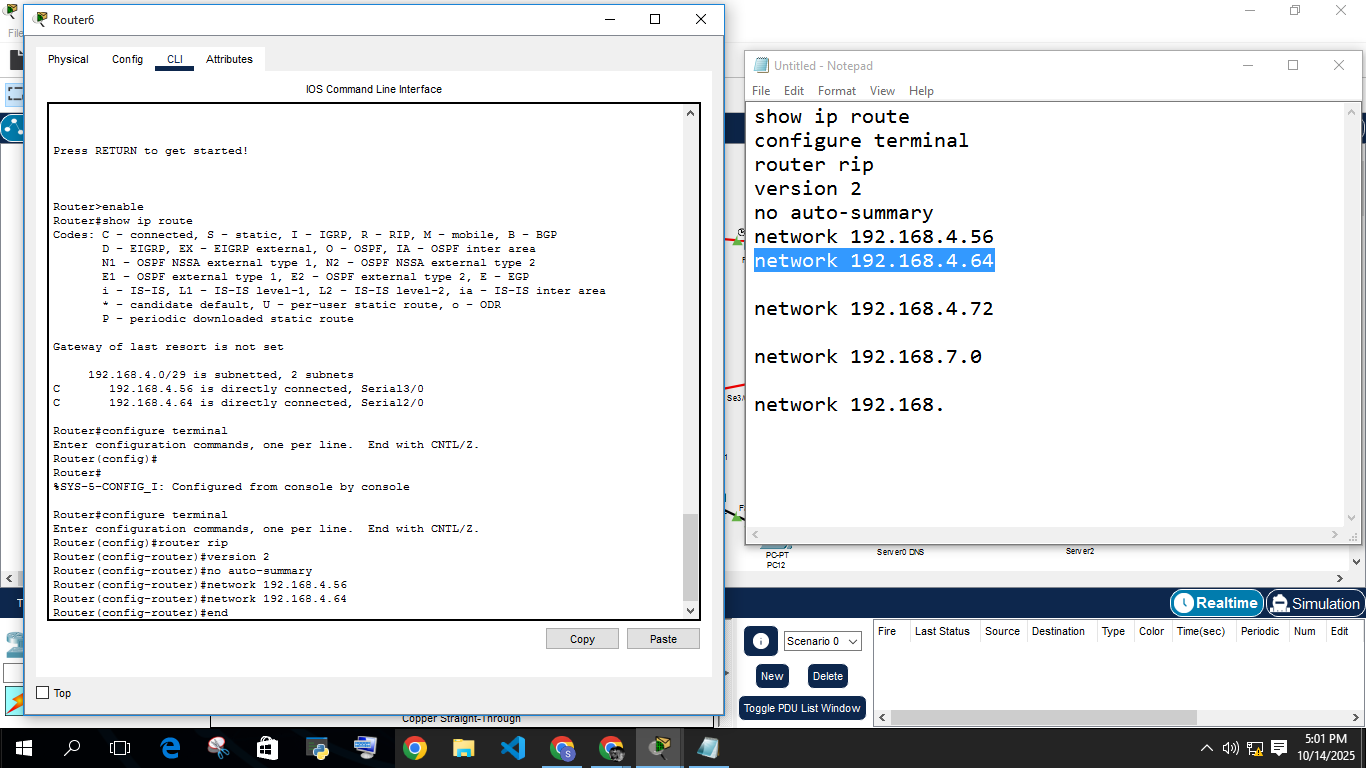 Router6
Physical
Config
CLI
Attributes
IOS Command Line Interface
Press RETURN to get started!
Router>enable
Router#show ip route
Codes: C - connected, S - static, I - IGRP, R - RIP, M - mobile, B - BGP
D - EIGRP, EX - EIGRP external, O - OSPF, IA - OSPF inter area
N1 - OSPF NSSA external type 1, N2 - OSPF NSSA external type 2
E1 - OSPF external type 1, E2 - OSPF external type 2, E - EGP
i - IS-IS, L1 - IS-IS level-1, L2 - IS-IS level-2, ia - IS-IS inter area
* - candidate default, U - per-user static route, o - ODR
P - periodic downloaded static route
Gateway of last resort is not set
192.168.4.0/29 is subnetted, 2 subnets
C 192.168.4.56 is directly connected, Serial3/0
C 192.168.4.64 is directly connected, Serial2/0
Router#configure terminal
Enter configuration commands, one per line. End with CNTL/Z.
Router(config)#
Router#
%SYS-5-CONFIG_I: Configured from console by console
Router#configure terminal
Enter configuration commands, one per line. End with CNTL/Z.
Router(config)#router rip
Router(config-router)#version 2
Router(config-router)#no auto-summary
Router(config-router)#network 192.168.4.56
Router(config-router)#network 192.168.4.64
Router(config-router)#end
Copy
Paste
Top
Copper Straight-Through
File
Untitled - Notepad
File Edit Format View Help
show ip route
configure terminal
router rip
version 2
no auto-summary
network 192.168.4.56
network 192.168.4.64
network 192.168.4.72
network 192.168.7.0
network 192.168.
PC-PT
PC12
Server0 DNS
Server2
Realtime
Simulation
Scenario 0
New
Delete
Toggle PDU List Window
Fire Last Status Source Destination Type Color Time(sec) Periodic Num Edit
5:01 PM
10/14/2025